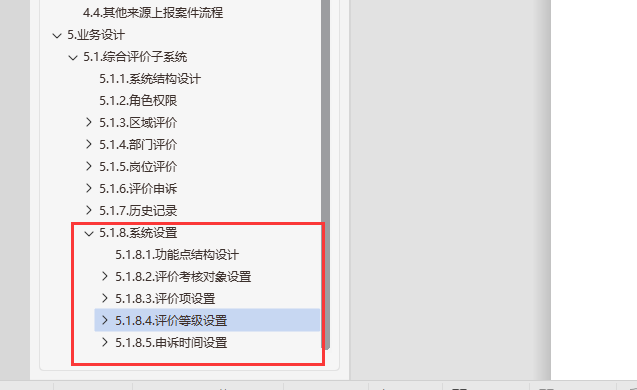 4.4.其他来源上报案件流程
5.业务设计
5.1.综合评价子系统
5.1.1.系统结构设计
5.1.2.角色权限
5.1.3.区域评价
5.1.4.部门评价
5.1.5.岗位评价
5.1.6.评价申诉
5.1.7.历史记录
5.1.8.系统设置
5.1.8.1.功能点结构设计
5.1.8.2.评价考核对象设置
5.1.8.3.评价项设置
5.1.8.4.评价等级设置
5.1.8.5.申诉时间设置